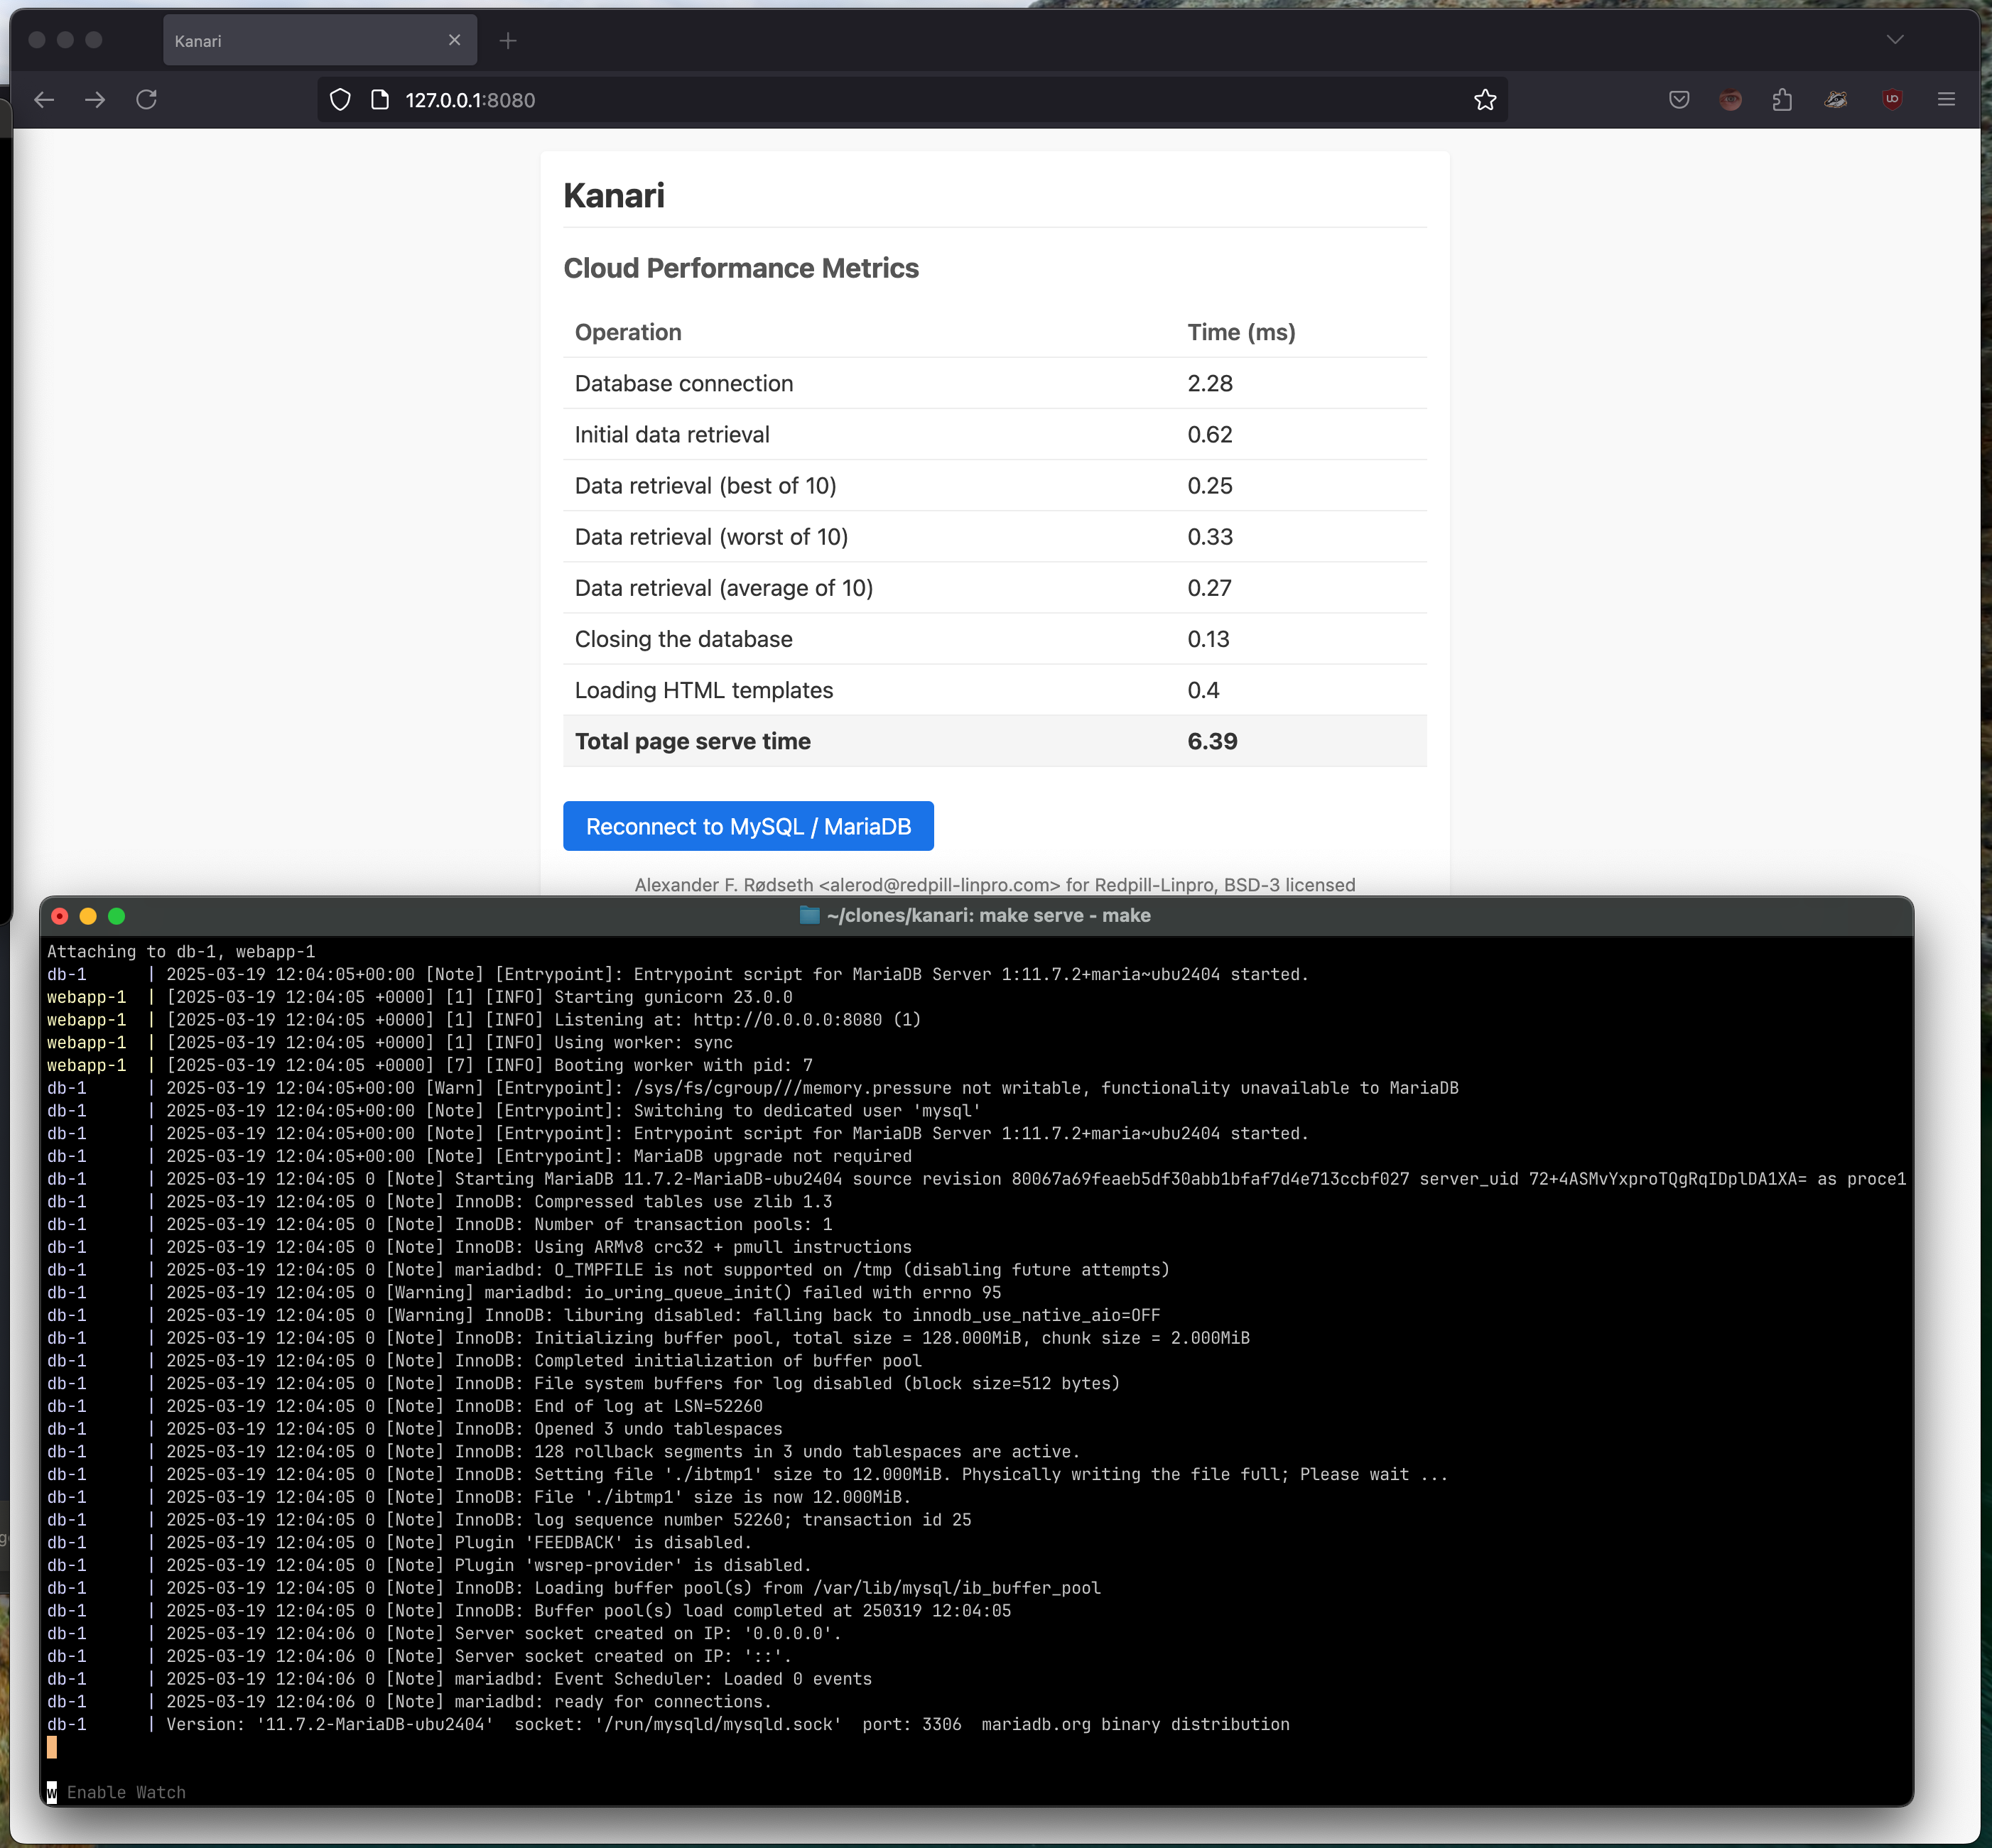 Kanari
127.0.0.1:8080
Kanari
Cloud Performance Metrics
Operation Time (ms)
Database connection 2.28
Initial data retrieval 0.62
Data retrieval (best of 10) 0.25
Data retrieval (worst of 10) 0.33
Data retrieval (average of 10) 0.27
Closing the database 0.13
Loading HTML templates 0.4
Total page serve time 6.39
Reconnect to MySQL / MariaDB
Alexander F. Rødseth <alerod@redpill-linpro.com> for Redpill-Linpro, BSD-3 licensed
~/clones/kanari: make serve - make
Attaching to db-1, webapp-1
db-1 | 2025-03-19 12:04:05+00:00 [Note] [Entrypoint]: Entrypoint script for MariaDB Server 1:11.7.2+maria~ubu2404 started.
webapp-1 | [2025-03-19 12:04:05 +0000] [1] [INFO] Starting gunicorn 23.0.0
webapp-1 | [2025-03-19 12:04:05 +0000] [1] [INFO] Listening at: http://0.0.0.0:8080 (1)
webapp-1 | [2025-03-19 12:04:05 +0000] [1] [INFO] Using worker: sync
webapp-1 | [2025-03-19 12:04:05 +0000] [7] [INFO] Booting worker with pid: 7
db-1 | 2025-03-19 12:04:05+00:00 [Warn] [Entrypoint]: /sys/fs/cgroup///memory.pressure not writable, functionality unavailable to MariaDB
db-1 | 2025-03-19 12:04:05+00:00 [Note] [Entrypoint]: Switching to dedicated user 'mysql'
db-1 | 2025-03-19 12:04:05+00:00 [Note] [Entrypoint]: Entrypoint script for MariaDB Server 1:11.7.2+maria~ubu2404 started.
db-1 | 2025-03-19 12:04:05+00:00 [Note] [Entrypoint]: MariaDB upgrade not required
db-1 | 2025-03-19 12:04:05 0 [Note] Starting MariaDB 11.7.2-MariaDB-ubu2404 source revision 80067a69feaeb5df30abb1bfaf7d4e713ccbf027 server_uid 72+4ASMvYxproTQgRqIDplDA1XA= as proce1
db-1 | 2025-03-19 12:04:05 0 [Note] InnoDB: Compressed tables use zlib 1.3
db-1 | 2025-03-19 12:04:05 0 [Note] InnoDB: Number of transaction pools: 1
db-1 | 2025-03-19 12:04:05 0 [Note] InnoDB: Using ARMv8 crc32 + pmull instructions
db-1 | 2025-03-19 12:04:05 0 [Note] mariadbd: O_TMPFILE is not supported on /tmp (disabling future attempts)
db-1 | 2025-03-19 12:04:05 0 [Warning] mariadbd: io_uring_queue_init() failed with errno 95
db-1 | 2025-03-19 12:04:05 0 [Warning] InnoDB: liburing disabled: falling back to innodb_use_native_aio=OFF
db-1 | 2025-03-19 12:04:05 0 [Note] InnoDB: Initializing buffer pool, total size = 128.000MiB, chunk size = 2.000MiB
db-1 | 2025-03-19 12:04:05 0 [Note] InnoDB: Completed initialization of buffer pool
db-1 | 2025-03-19 12:04:05 0 [Note] InnoDB: File system buffers for log disabled (block size=512 bytes)
db-1 | 2025-03-19 12:04:05 0 [Note] InnoDB: End of log at LSN=52260
db-1 | 2025-03-19 12:04:05 0 [Note] InnoDB: Opened 3 undo tablespaces
db-1 | 2025-03-19 12:04:05 0 [Note] InnoDB: 128 rollback segments in 3 undo tablespaces are active.
db-1 | 2025-03-19 12:04:05 0 [Note] InnoDB: Setting file './ibtmp1' size to 12.000MiB. Physically writing the file full; Please wait ...
db-1 | 2025-03-19 12:04:05 0 [Note] InnoDB: File './ibtmp1' size is now 12.000MiB.
db-1 | 2025-03-19 12:04:05 0 [Note] InnoDB: log sequence number 52260; transaction id 25
db-1 | 2025-03-19 12:04:05 0 [Note] Plugin 'FEEDBACK' is disabled.
db-1 | 2025-03-19 12:04:05 0 [Note] Plugin 'wsrep-provider' is disabled.
db-1 | 2025-03-19 12:04:05 0 [Note] InnoDB: Loading buffer pool(s) from /var/lib/mysql/ib_buffer_pool
db-1 | 2025-03-19 12:04:05 0 [Note] InnoDB: Buffer pool(s) load completed at 250319 12:04:05
db-1 | 2025-03-19 12:04:06 0 [Note] Server socket created on IP: '0.0.0.0'.
db-1 | 2025-03-19 12:04:06 0 [Note] Server socket created on IP: '::'.
db-1 | 2025-03-19 12:04:06 0 [Note] mariadbd: Event Scheduler: Loaded 0 events
db-1 | 2025-03-19 12:04:06 0 [Note] mariadbd: ready for connections.
db-1 | Version: '11.7.2-MariaDB-ubu2404' socket: '/run/mysqld/mysqld.sock' port: 3306 mariadb.org binary distribution
w Enable Watch